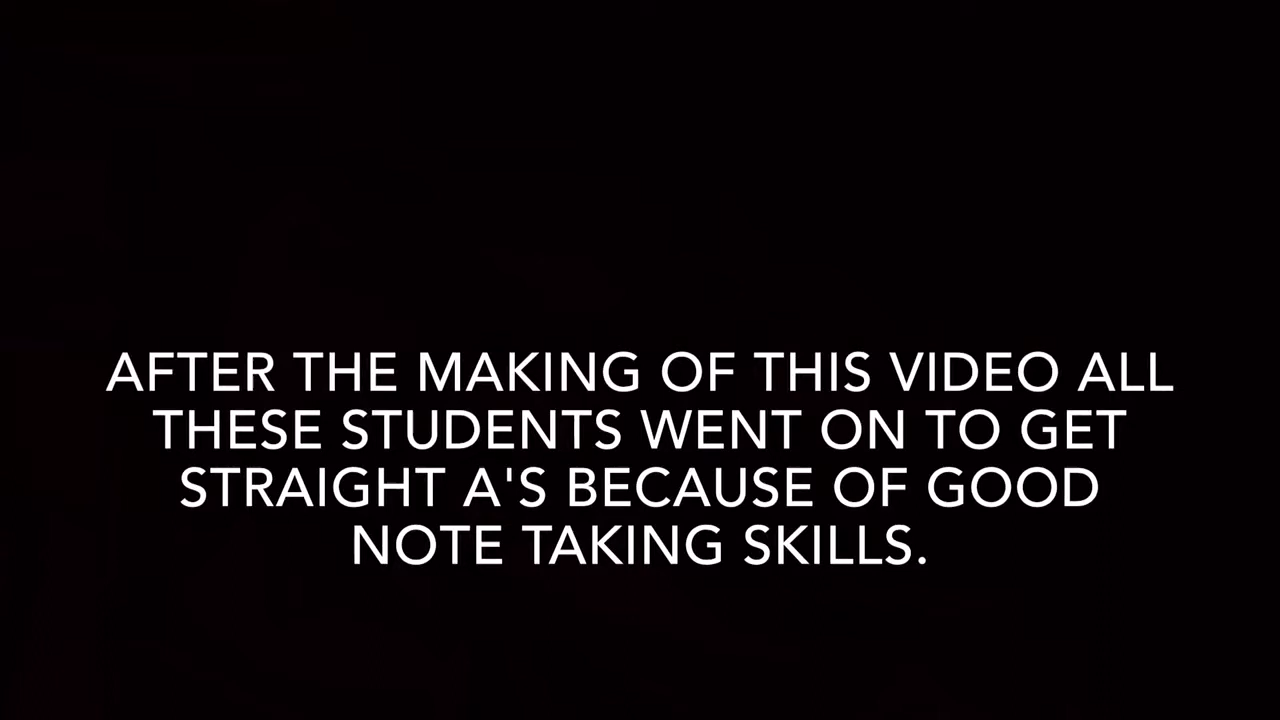 AFTER THE MAKING OF THIS VIDEO ALL
THESE STUDENTS WENT ON TO GET
STRAIGHT A'S BECAUSE OF GOOD
NOTE TAKING SKILLS.